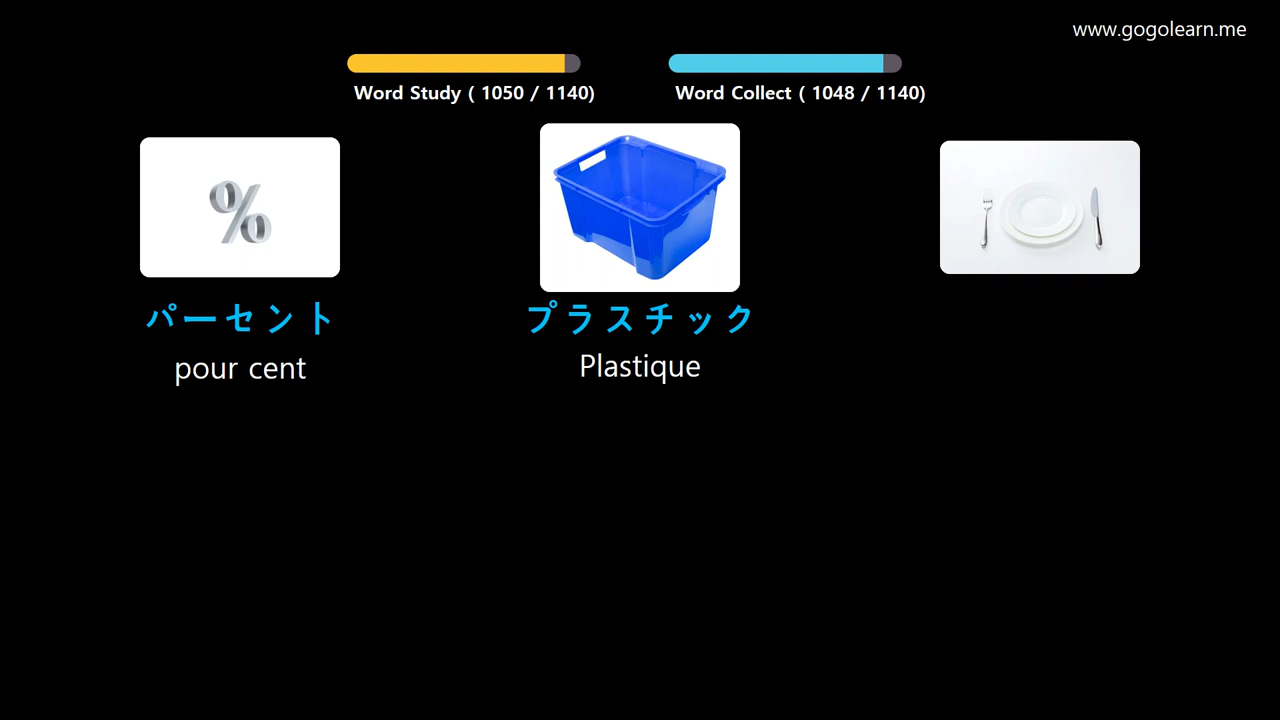 www.gogolearn.me
Word Study ( 1050 / 1140)
Word Collect ( 1048 / 1140)
%
パーセント
プラスチック
pour cent
Plastique